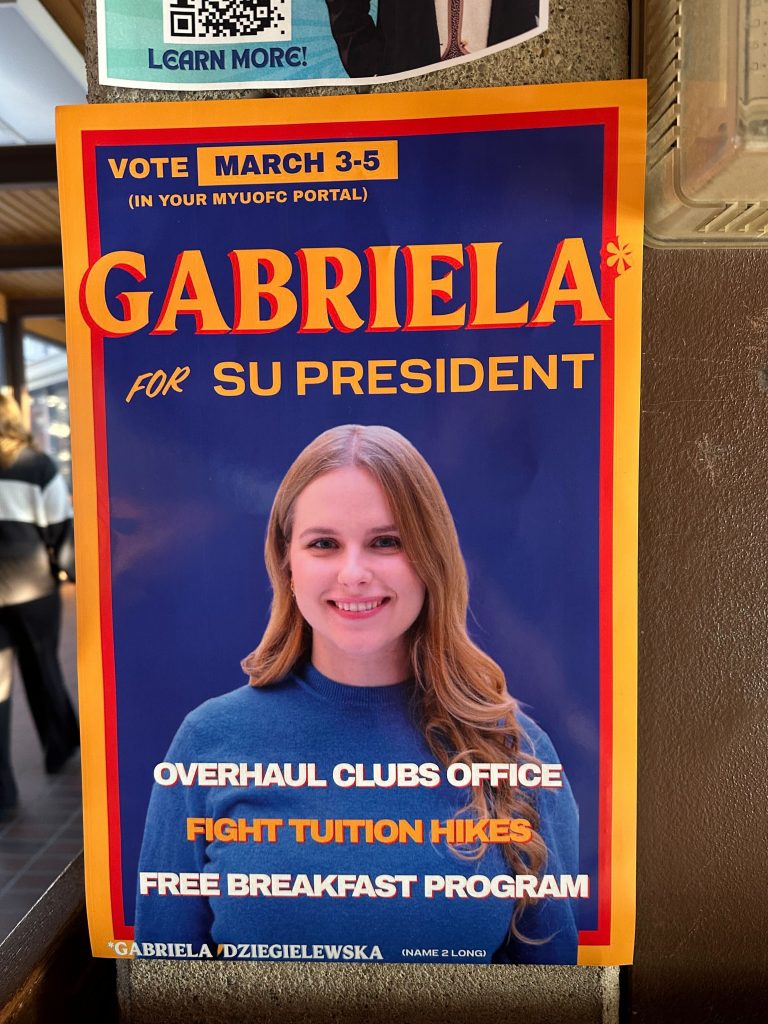 LEARN MORE!
VOTE MARCH 3-5
(IN YOUR MYUOFC PORTAL)
GABRIELA*
FOR SU PRESIDENT
OVERHAUL CLUBS OFFICE
FIGHT TUITION HIKES
FREE BREAKFAST PROGRAM
*GABRIELA DZIEGIELEWSKA (NAME 2 LONG)